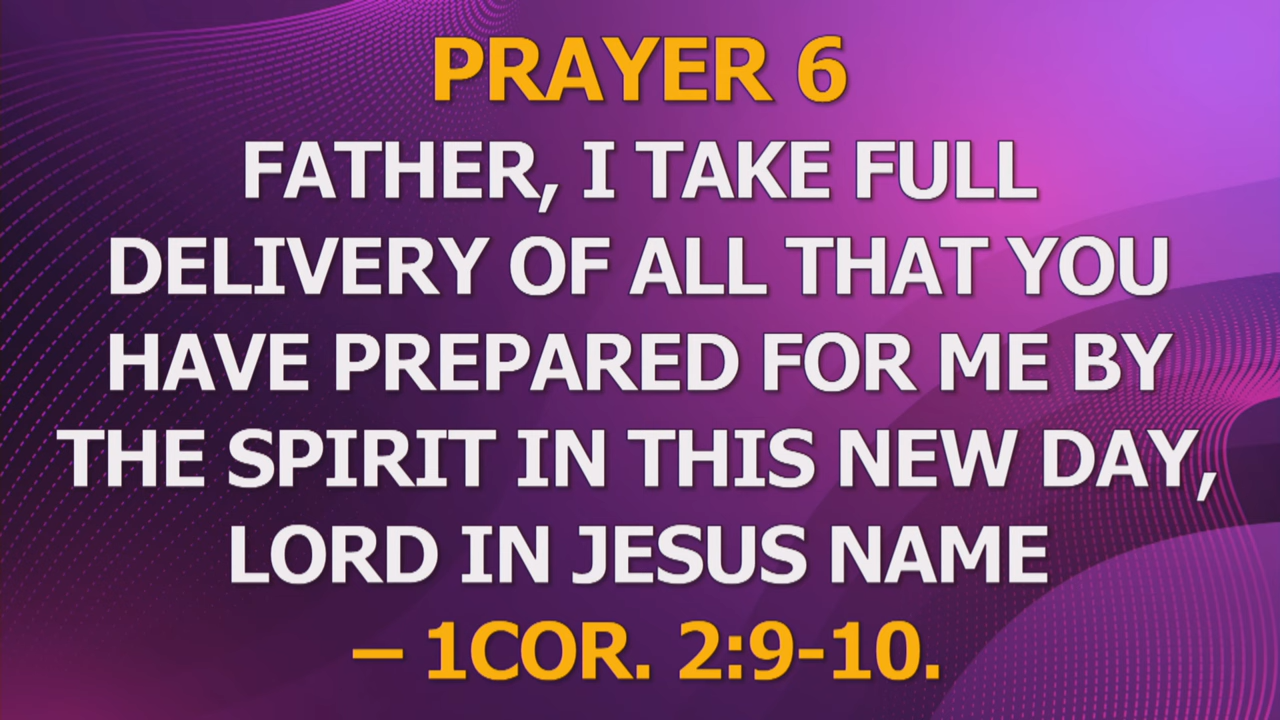 PRAYER 6
FATHER, I TAKE FULL
DELIVERY OF ALL THAT YOU
HAVE PREPARED FOR ME BY
THE SPIRIT IN THIS NEW DAY,
LORD IN JESUS NAME
– 1COR. 2:9-10.